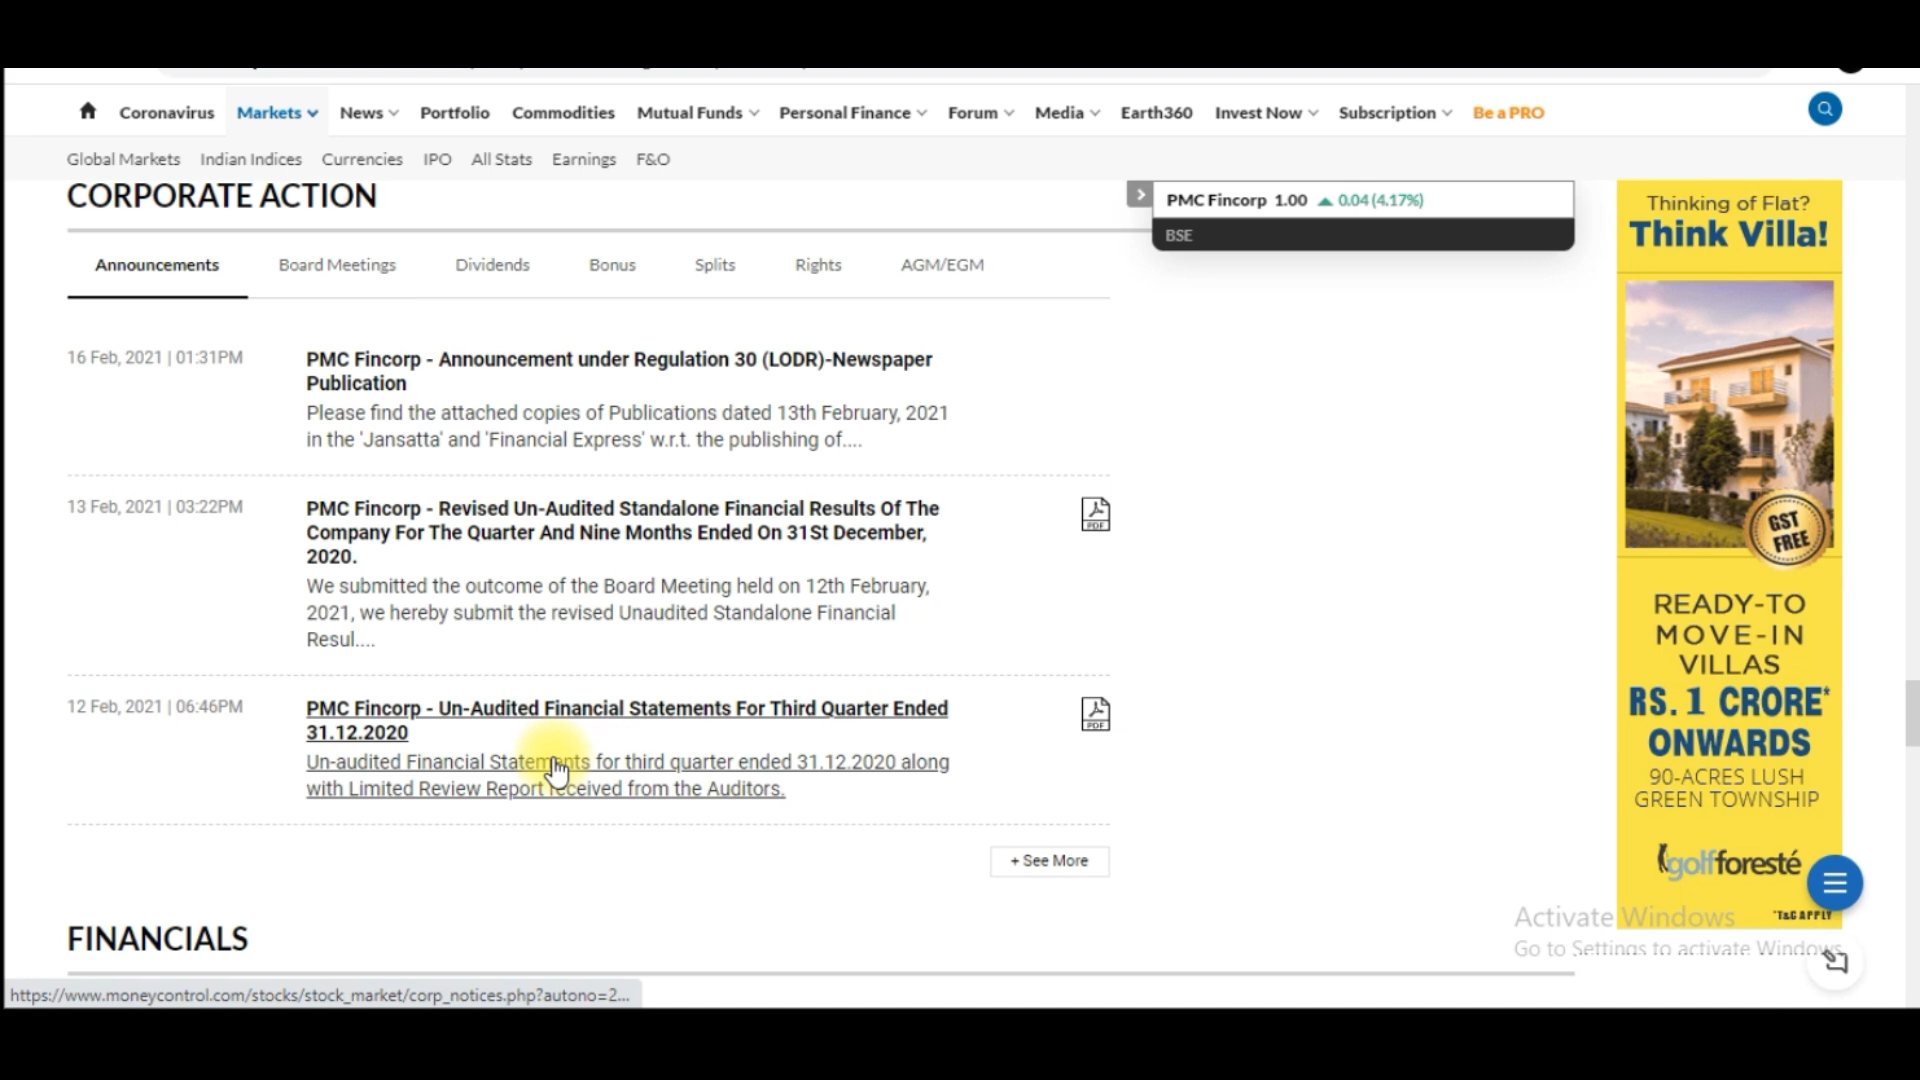 Coronavirus Markets News Portfolio Commodities Mutual Funds Personal Finance Forum Media Earth360 Invest Now Subscription Be a PRO
Global Markets Indian Indices Currencies IPO All Stats Earnings F&O
CORPORATE ACTION
PMC Fincorp 1.00 ▲ 0.04 (4.17%)
BSE
Announcements Board Meetings Dividends Bonus Splits Rights AGM/EGM
16 Feb, 2021 | 01:31PM
PMC Fincorp - Announcement under Regulation 30 (LODR)-Newspaper
Publication
Please find the attached copies of Publications dated 13th February, 2021
in the 'Jansatta' and 'Financial Express' w.r.t. the publishing of....
13 Feb, 2021 | 03:22PM
PMC Fincorp - Revised Un-Audited Standalone Financial Results Of The
Company For The Quarter And Nine Months Ended On 31St December,
2020.
We submitted the outcome of the Board Meeting held on 12th February,
2021, we hereby submit the revised Unaudited Standalone Financial
Resul....
PDF
12 Feb, 2021 | 06:46PM
PMC Fincorp - Un-Audited Financial Statements For Third Quarter Ended
31.12.2020
Un-audited Financial Statements for third quarter ended 31.12.2020 along
with Limited Review Report received from the Auditors.
PDF
+ See More
FINANCIALS
https://www.moneycontrol.com/stocks/stock_market/corp_notices.php?autono=2...
Thinking of Flat?
Think Villa!
GST
FREE
READY-TO
MOVE-IN
VILLAS
RS. 1 CRORE*
ONWARDS
90-ACRES LUSH
GREEN TOWNSHIP
golfforesté
*T&C APPLY
Activate Windows
Go to Settings to activate Windows.